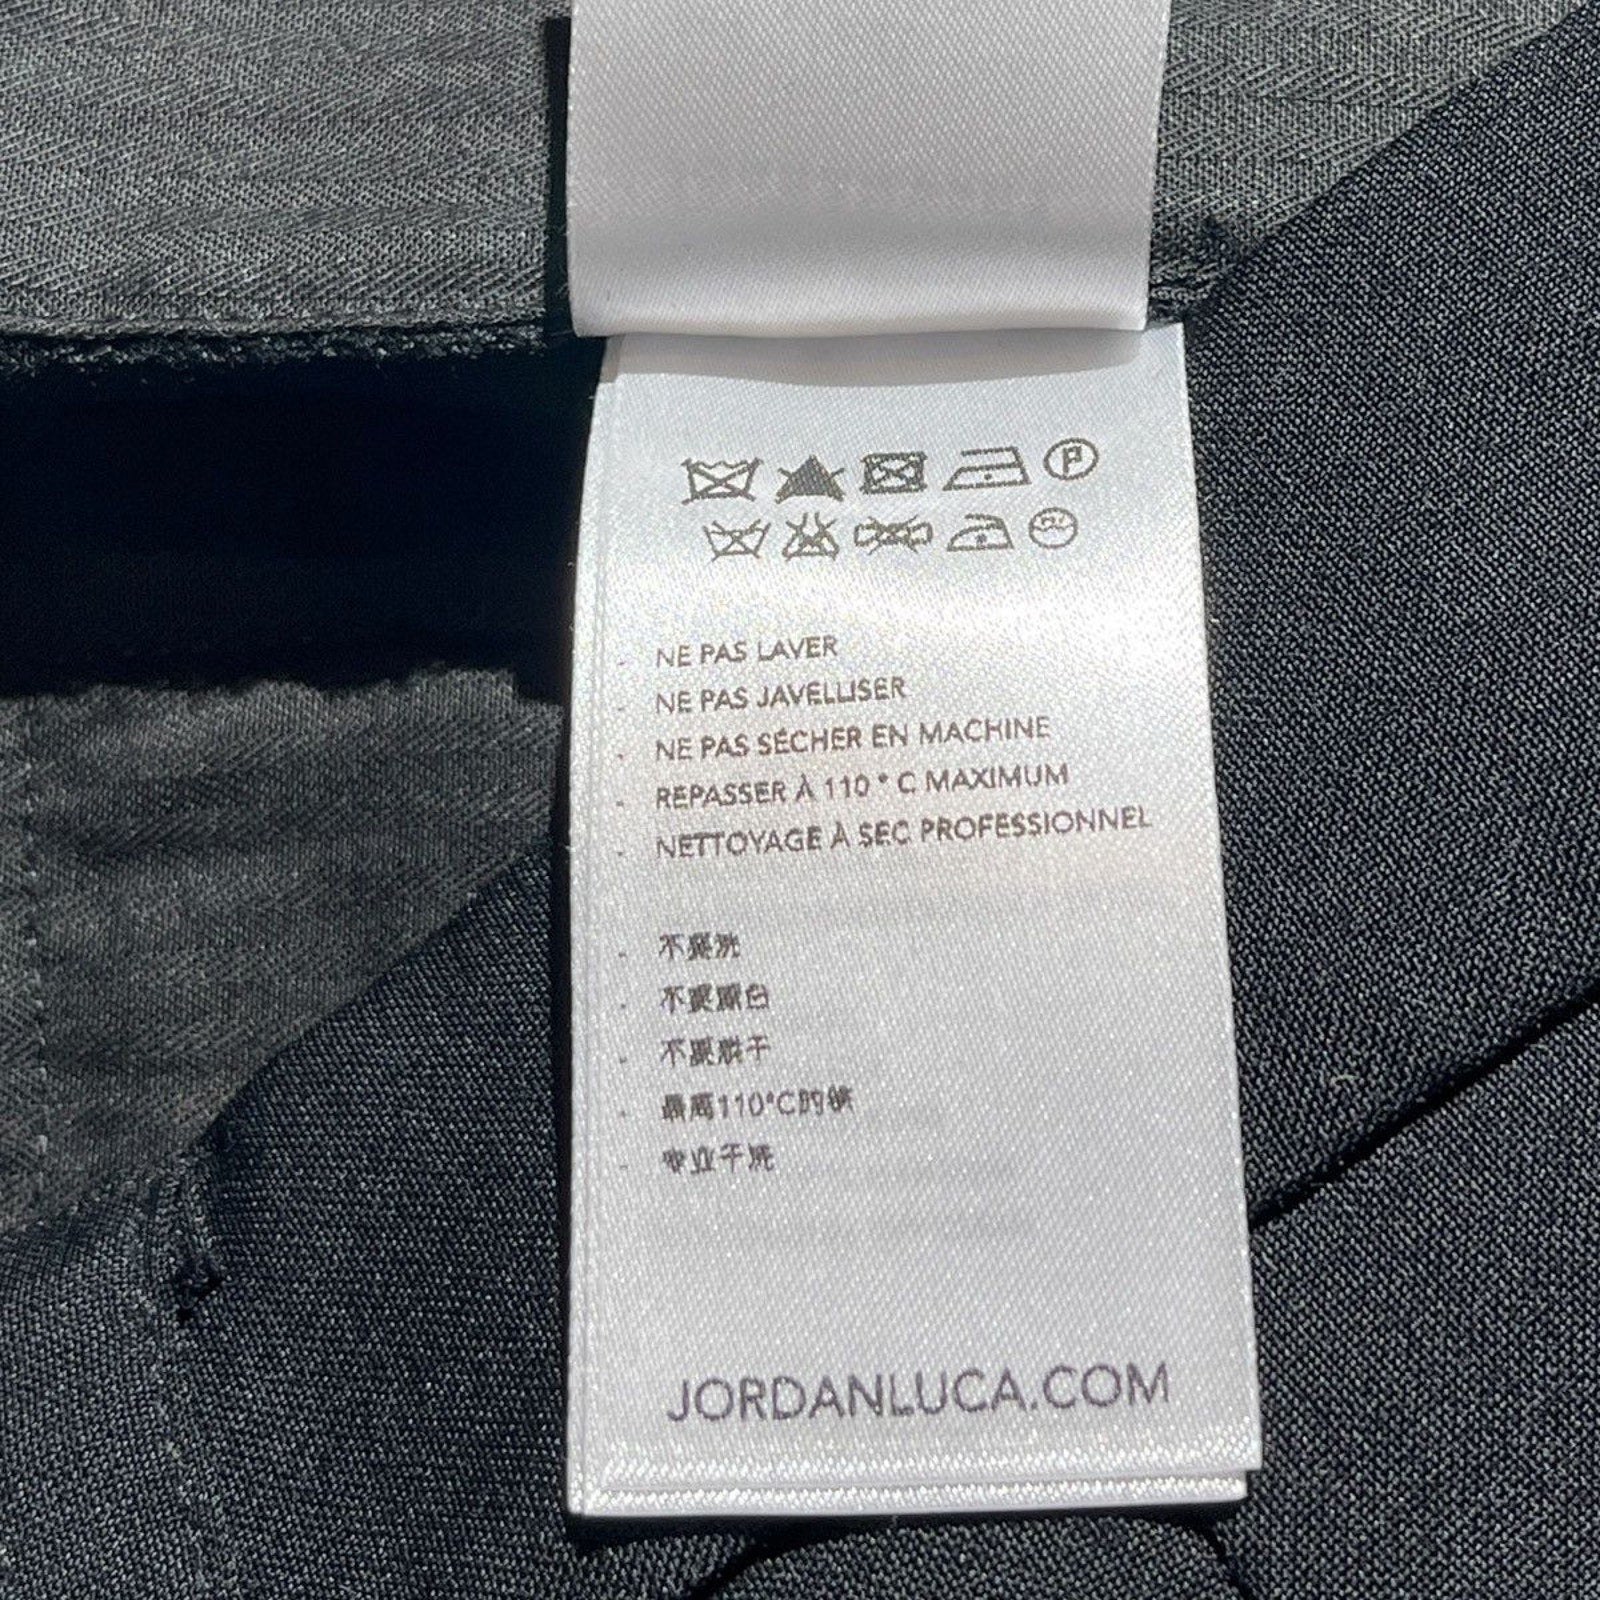 - NE PAS LAVER
- NE PAS JAVELLISER
- NE PAS SÉCHER EN MACHINE
- REPASSER À 110 ° C MAXIMUM
- NETTOYAGE À SEC PROFESSIONNEL
- 不要洗
- 不要漂白
- 不要烘干
- 最高110°C的
- 专业干洗
JORDANLUCA.COM